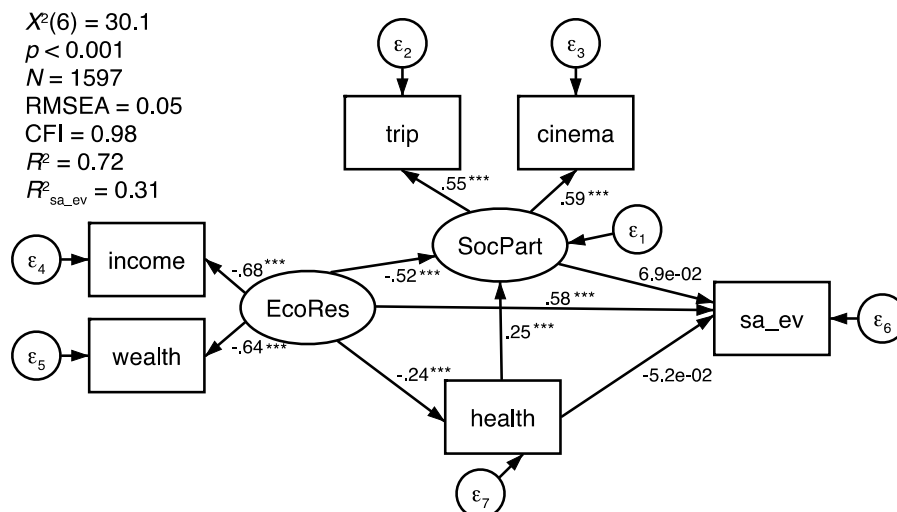 X²(6) = 30.1
p < 0.001
N = 1597
RMSEA = 0.05
CFI = 0.98
R² = 0.72
R²sa_ev = 0.31
ε2
ε3
trip
cinema
.55***
.59***
ε1
SocPart
ε4
income
-.68***
-.52***
6.9e-02
EcoRes
.58***
sa_ev
ε6
ε5
wealth
-.64***
.25***
-.24***
-5.2e-02
health
ε7